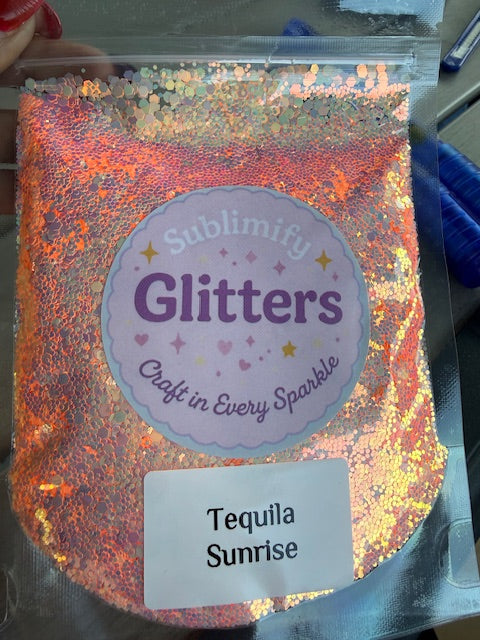 Sublimify
Glitters
Craft in Every Sparkle
Tequila
Sunrise